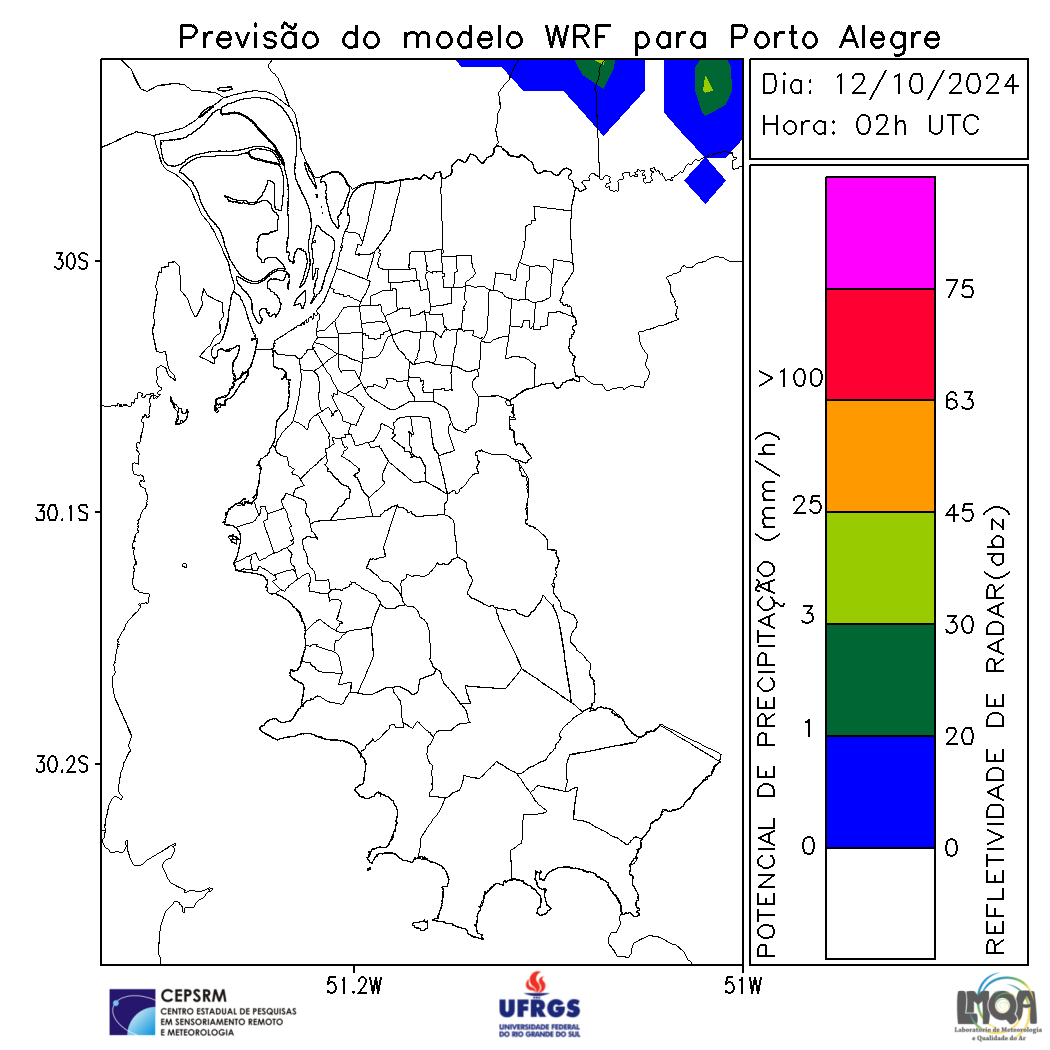 Previsão do modelo WRF para Porto Alegre
Dia: 12/10/2024
Hora: 02h UTC
30S
30.1S
30.2S
51.2W
51W
POTENCIAL DE PRECIPITAÇÃO (mm/h)
>100
25
3
1
0
75
63
45
30
20
0
REFLETIVIDADE DE RADAR(dbz)
CEPSRM
CENTRO ESTADUAL DE PESQUISAS
EM SENSORIAMENTO REMOTO
E METEOROLOGIA
UFRGS
UNIVERSIDADE FEDERAL
DO RIO GRANDE DO SUL
LMQA
Laboratório de Meteorologia
e Qualidade do Ar